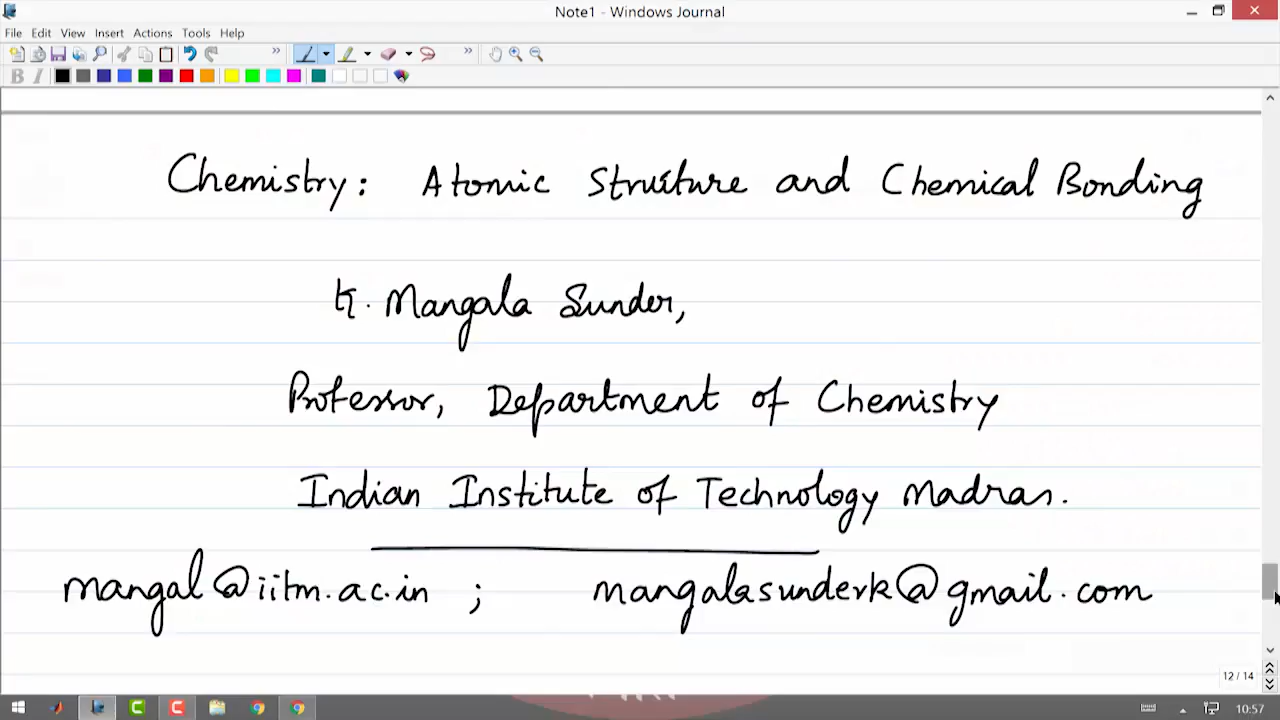 Note1 - Windows Journal
File Edit View Insert Actions Tools Help
B I
Chemistry: Atomic Structure and Chemical Bonding
K. Mangala Sunder,
Professor, Department of Chemistry
Indian Institute of Technology Madras.
mangal@iitm.ac.in ; mangalasunderk@gmail.com
12 / 14
10:57